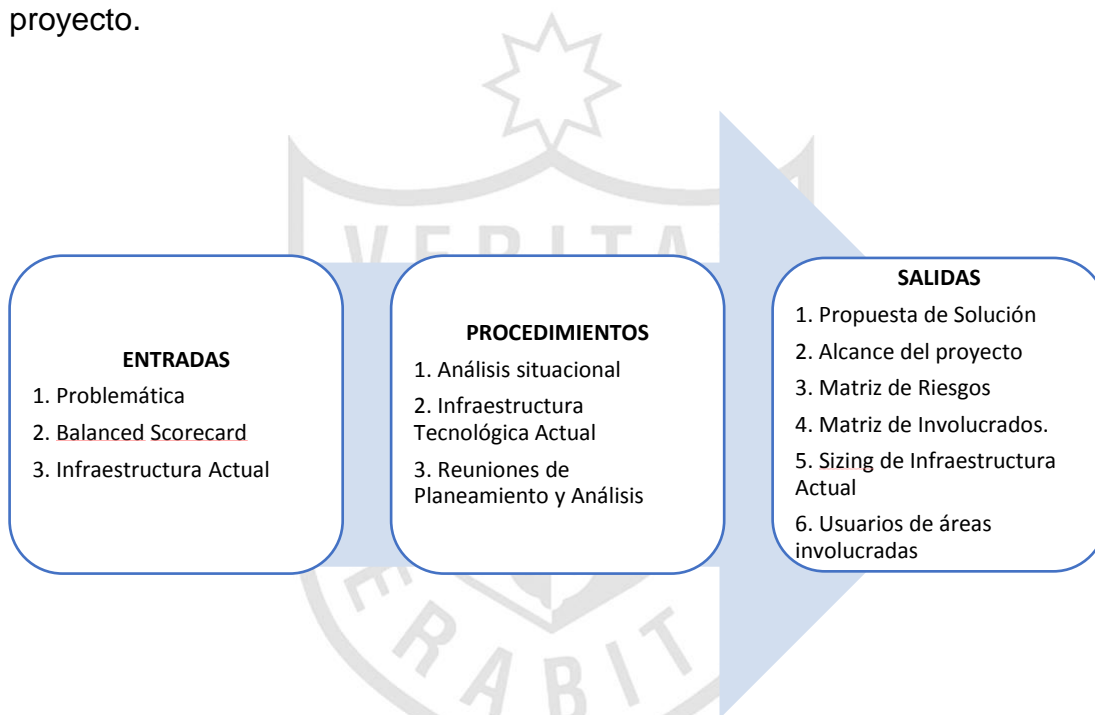 proyecto.
VERITA
ENTRADAS
1. Problemática
2. Balanced Scorecard
3. Infraestructura Actual
PROCEDIMIENTOS
1. Análisis situacional
2. Infraestructura
Tecnológica Actual
3. Reuniones de
Planeamiento y Análisis
SALIDAS
1. Propuesta de Solución
2. Alcance del proyecto
3. Matriz de Riesgos
4. Matriz de Involucrados.
5. Sizing de Infraestructura
Actual
6. Usuarios de áreas
involucradas
ERABIT